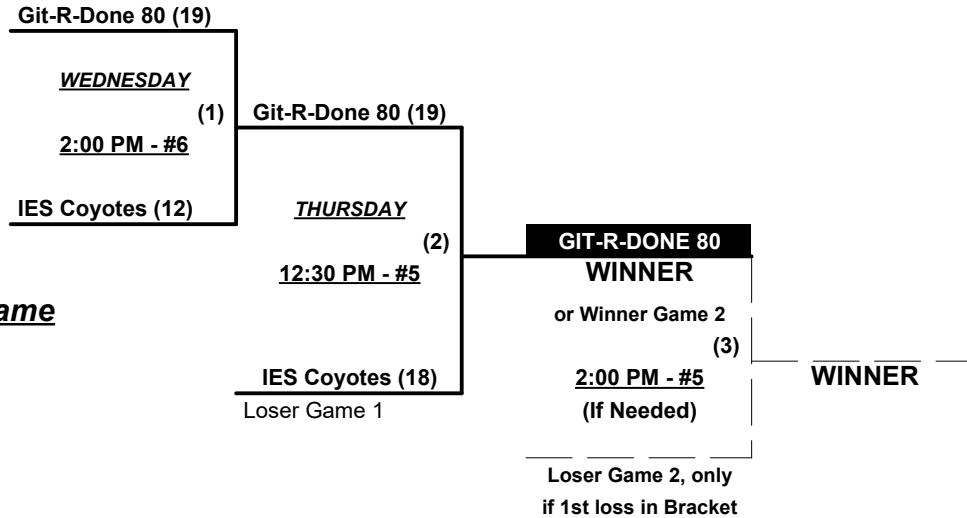 Git-R-Done 80 (19)
WEDNESDAY
(1)
2:00 PM - #6
IES Coyotes (12)
Git-R-Done 80 (19)
THURSDAY
(2)
12:30 PM - #5
IES Coyotes (18)
Loser Game 1
GIT-R-DONE 80
WINNER
or Winner Game 2
(3)
2:00 PM - #5
(If Needed)
Loser Game 2, only
if 1st loss in Bracket
WINNER